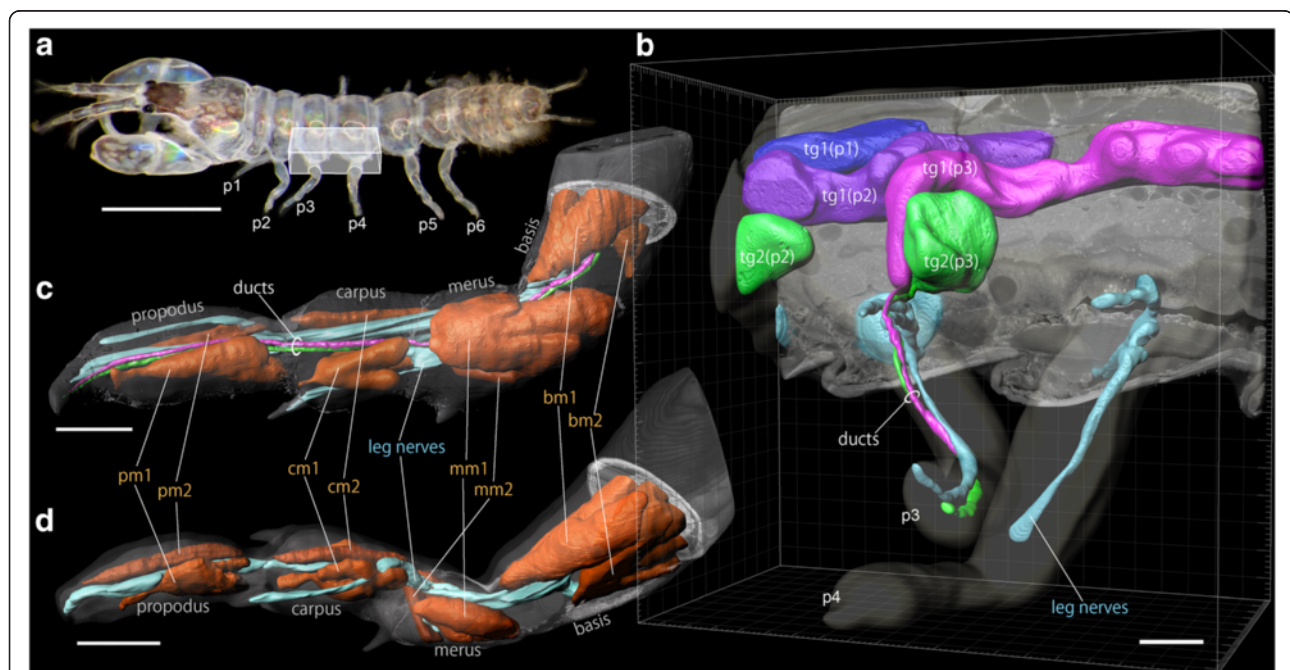 a
p1
p2
p3
p4
p5
p6
b
tg1(p1)
tg1(p2)
tg1(p3)
tg2(p2)
tg2(p3)
ducts
p3
p4
leg nerves
c
propodus
ducts
carpus
merus
basis
pm1
pm2
cm1
cm2
leg nerves
mm1
mm2
bm1
bm2
d
propodus
carpus
merus
basis